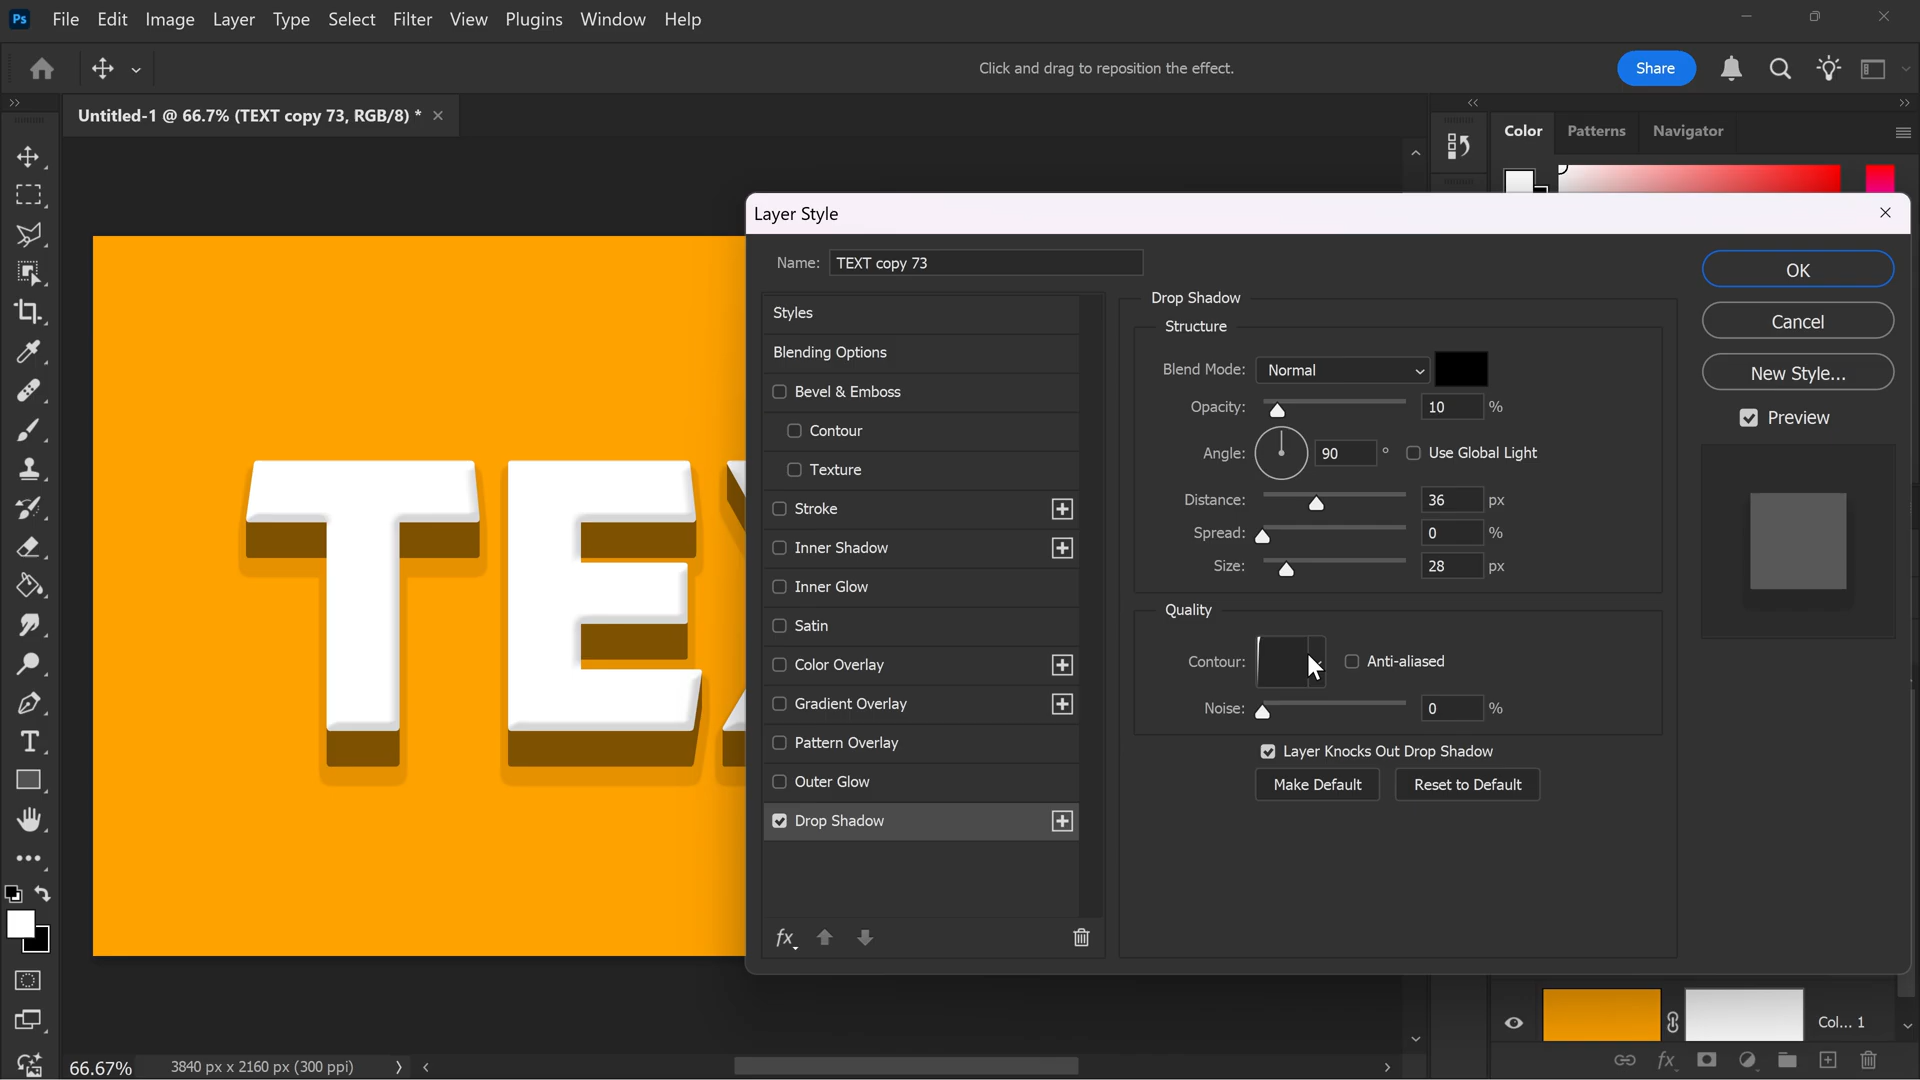 Ps File Edit Image Layer Type Select Filter View Plugins Window Help
Click and drag to reposition the effect.
Share
Untitled-1 @ 66.7% (TEXT copy 73, RGB/8) *
Color Patterns Navigator
TEX
Layer Style
Name: TEXT copy 73
Styles
Blending Options
Bevel & Emboss
Contour
Texture
Stroke
Inner Shadow
Inner Glow
Satin
Color Overlay
Gradient Overlay
Pattern Overlay
Outer Glow
Drop Shadow
fx
Drop Shadow
Structure
Blend Mode: Normal
Opacity: 10 %
Angle: 90 ° Use Global Light
Distance: 36 px
Spread: 0 %
Size: 28 px
Quality
Contour: Anti-aliased
Noise: 0 %
Layer Knocks Out Drop Shadow
Make Default Reset to Default
OK
Cancel
New Style...
Preview
Col... 1
fx
66.67% 3840 px x 2160 px (300 ppi)